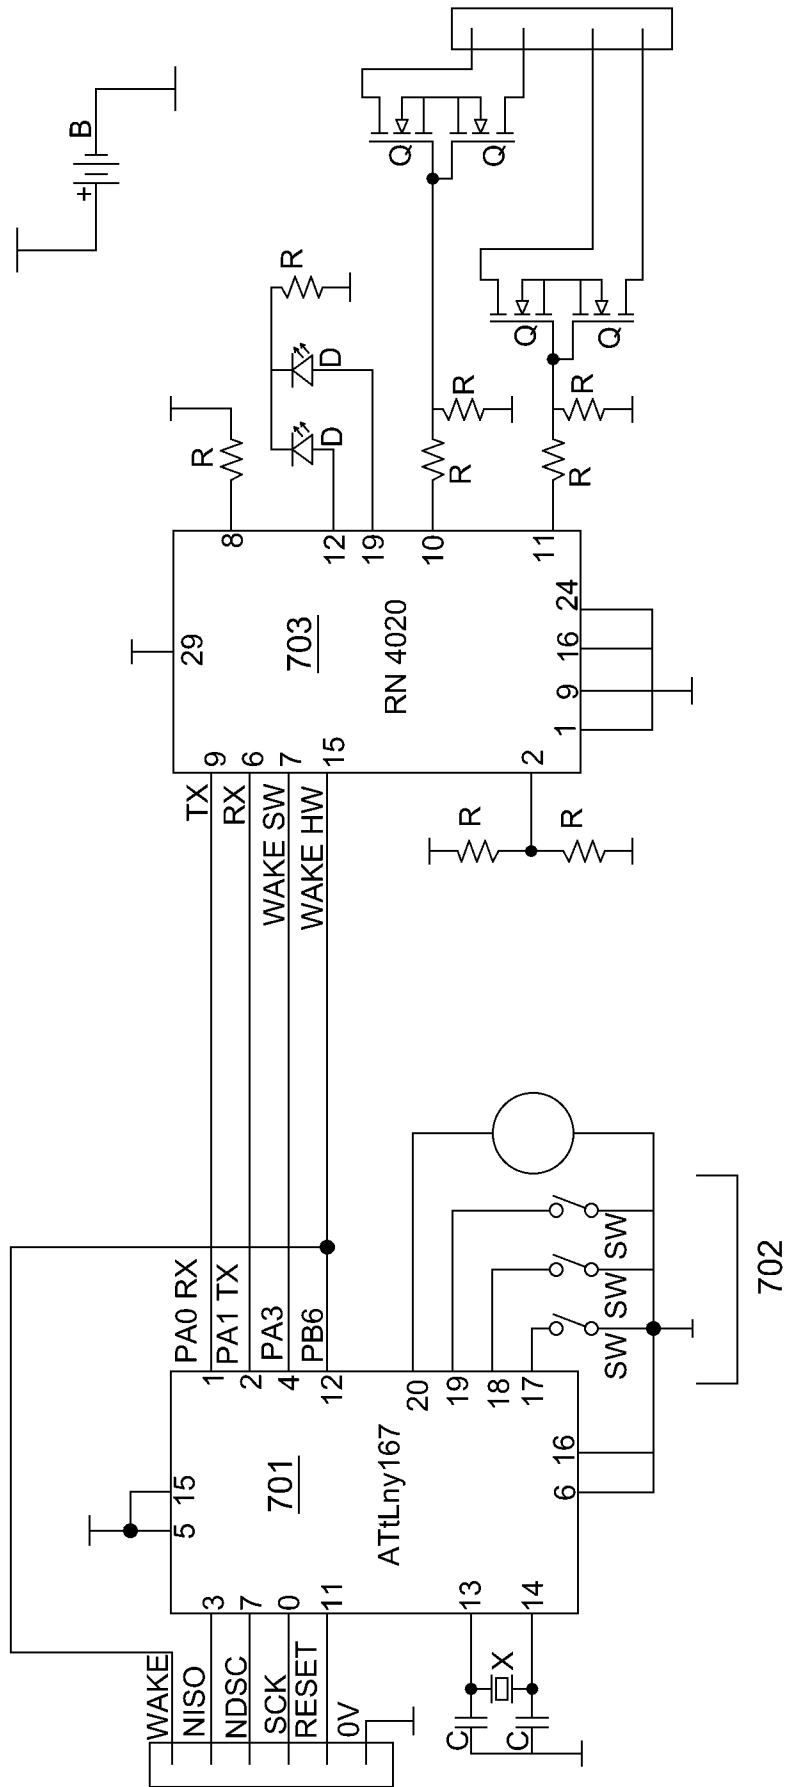 B
+
Q
Q
Q
Q
R
D
D
R
R
R
R
R
8
12
19
10
11
29
703
RN 4020
24
16
9
1
9
6
7
15
2
TX
RX
WAKE SW
WAKE HW
R
R
702
SW
SW
SW
PA0 RX
PA1 TX
PA3
PB6
1
2
4
12
20
19
18
17
15
5
701
ATtLny167
16
6
3
7
0
11
13
14
WAKE
NISO
NDSC
SCK
RESET
0V
X
C
C